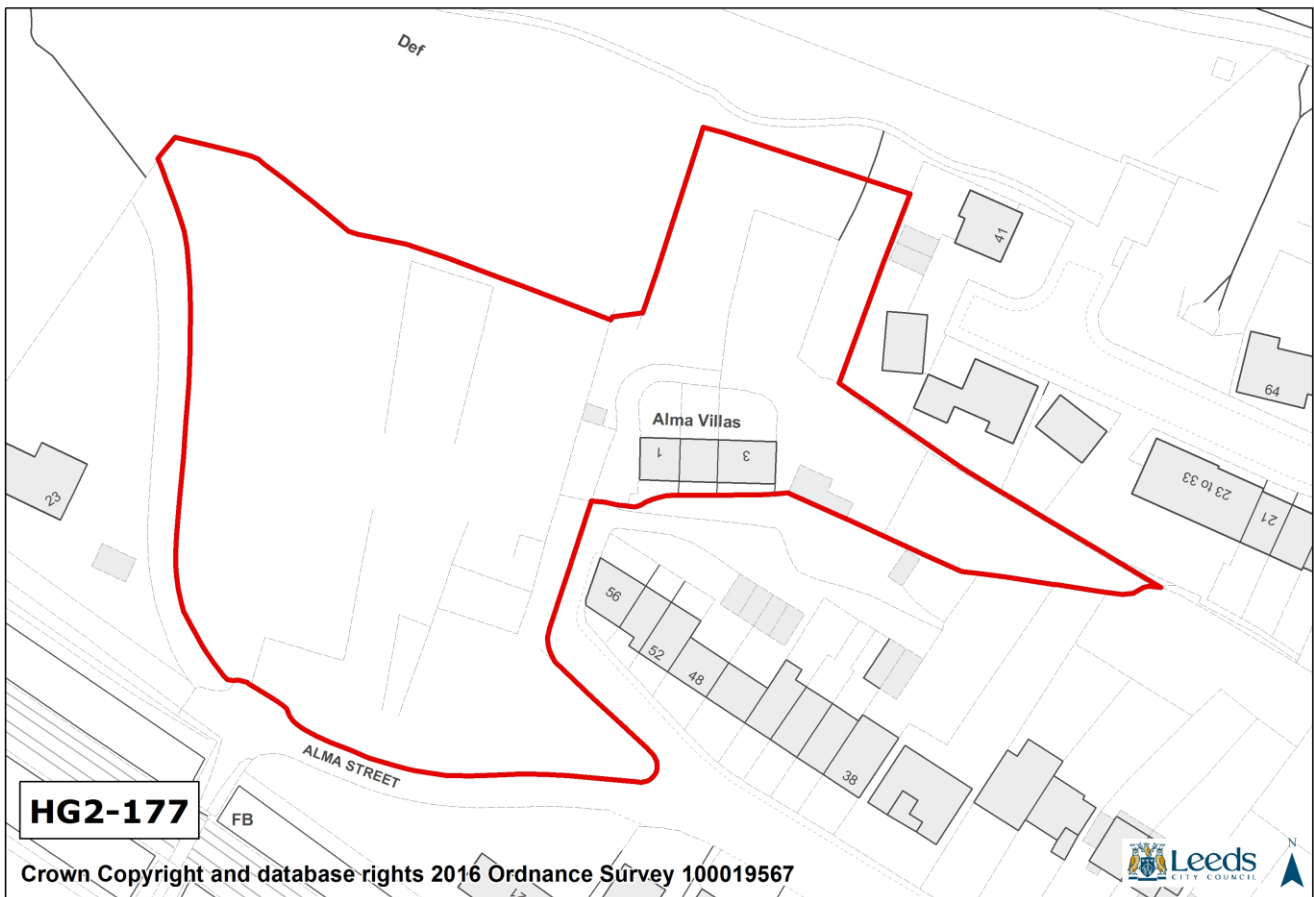 Def
41
64
Alma Villas
1
3
23
23 to 33
21
56
52
48
38
ALMA STREET
HG2-177
FB
21
Leeds
CITY COUNCIL
N
Crown Copyright and database rights 2016 Ordnance Survey 100019567